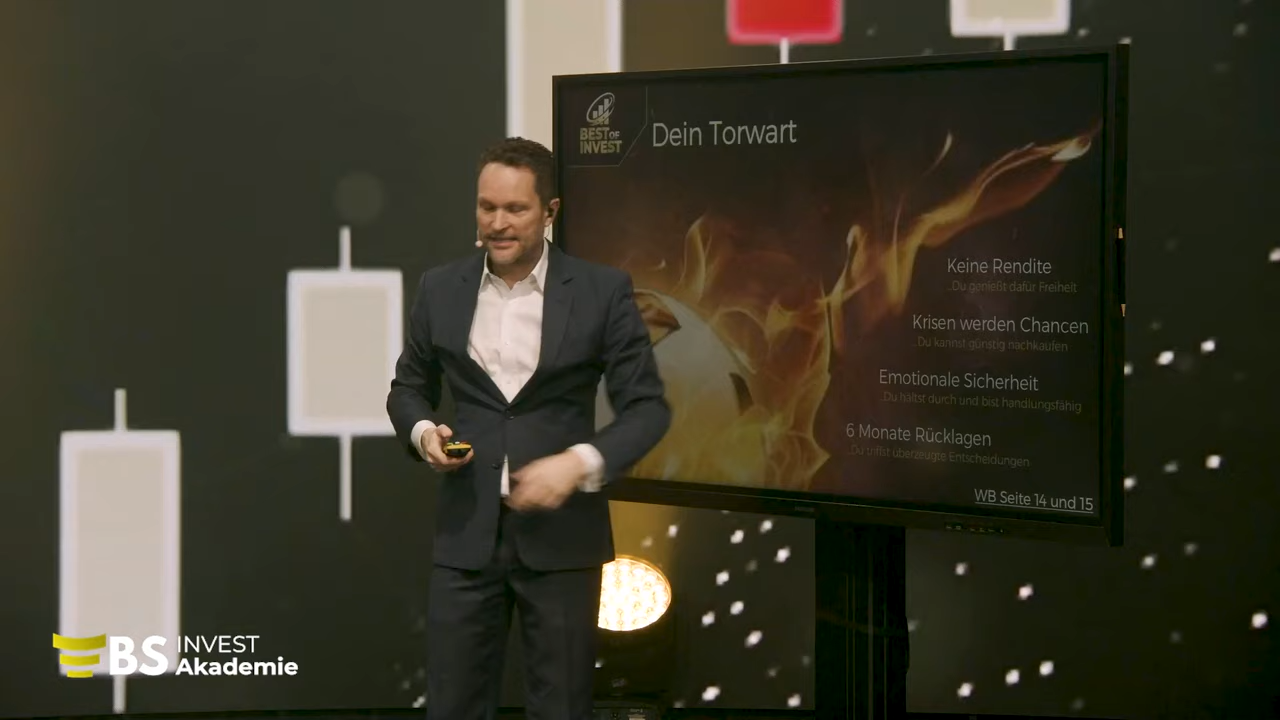 BEST OF
INVEST
Dein Torwart
Keine Rendite
...Du genießt dafür Freiheit
Krisen werden Chancen
...Du kannst günstig nachkaufen
Emotionale Sicherheit
...Du hältst durch und bist handlungsfähig
6 Monate Rücklagen
...Du triffst überzeugte Entscheidungen
WB Seite 14 und 15
BS INVEST
Akademie